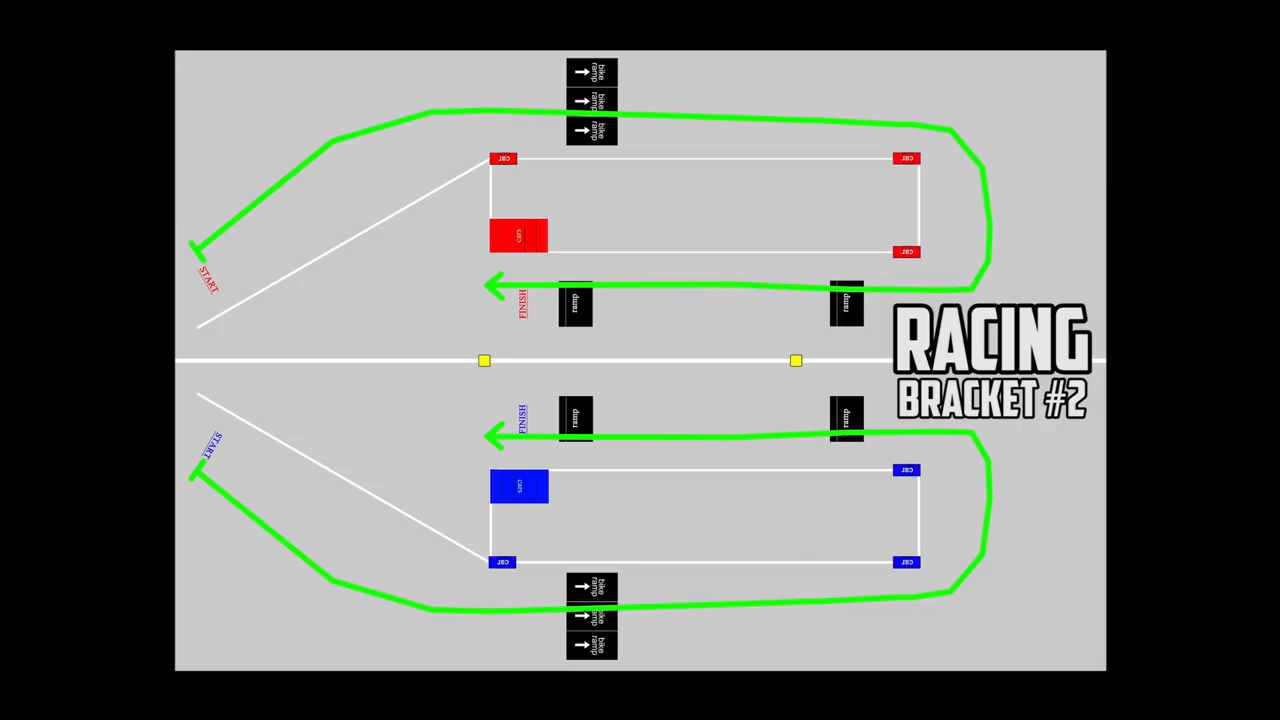 bike
ramp
bike
ramp
bike
ramp
car
car
cars
car
START
FINISH
ramp
ramp
RACING
BRACKET #2
START
FINISH
ramp
ramp
car
cars
car
car
bike
ramp
bike
ramp
bike
ramp